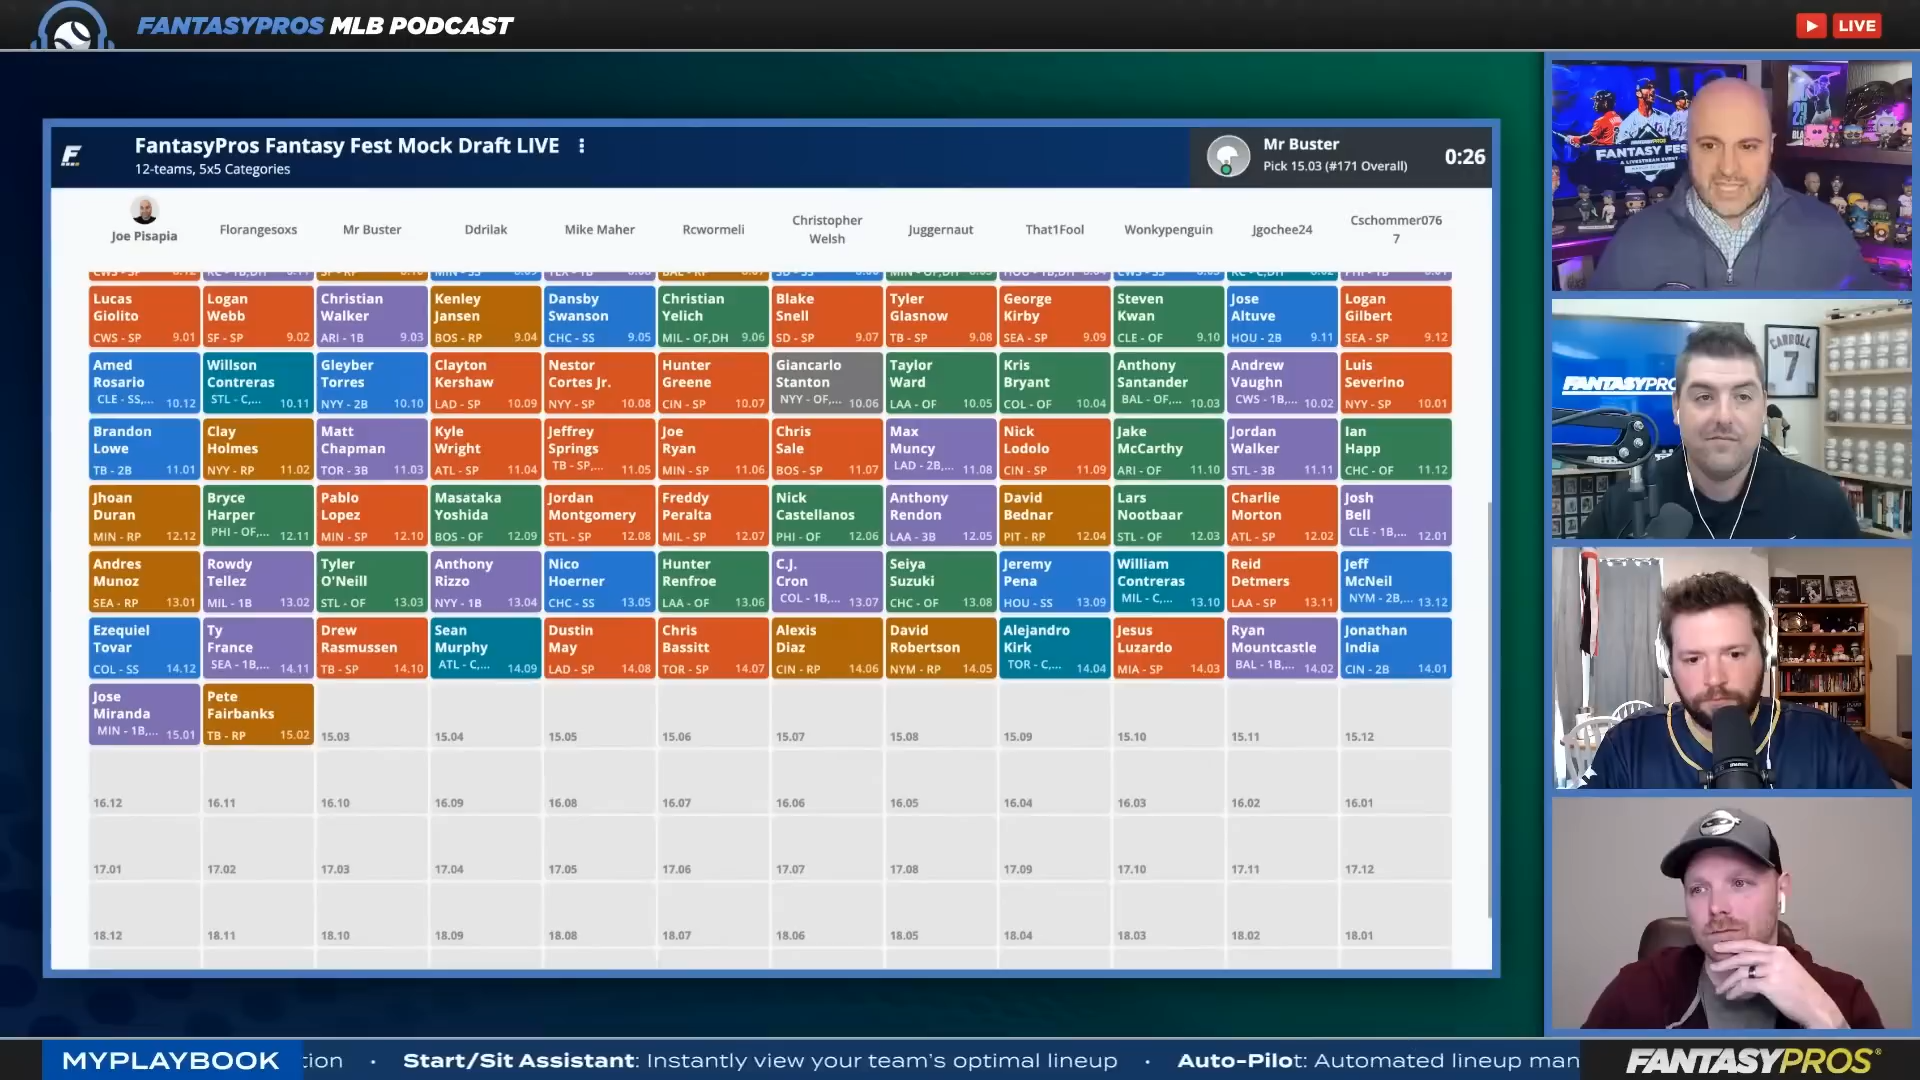 FANTASYPROS MLB PODCAST
LIVE
FantasyPros Fantasy Fest Mock Draft LIVE
12-teams, 5x5 Categories
Mr Buster
Pick 15.03 (#171 Overall)
0:26
Joe Pisapia
Florangesoxs
Mr Buster
Ddrilak
Mike Maher
Rcwormeli
Christopher Welsh
Juggernaut
That1Fool
Wonkypenguin
Jgochee24
Cschommer076
7
Lucas Giolito CWS - SP 9.01
Logan Webb SF - SP 9.02
Christian Walker ARI - 1B 9.03
Kenley Jansen BOS - RP 9.04
Dansby Swanson CHC - SS 9.05
Christian Yelich MIL - OF,DH 9.06
Blake Snell SD - SP 9.07
Tyler Glasnow TB - SP 9.08
George Kirby SEA - SP 9.09
Steven Kwan CLE - OF 9.10
Jose Altuve HOU - 2B 9.11
Logan Gilbert SEA - SP 9.12
Amed Rosario CLE - SS,... 10.12
Willson Contreras STL - C,... 10.11
Gleyber Torres NYY - 2B 10.10
Clayton Kershaw LAD - SP 10.09
Nestor Cortes Jr. NYY - SP 10.08
Hunter Greene CIN - SP 10.07
Giancarlo Stanton NYY - OF,... 10.06
Taylor Ward LAA - OF 10.05
Kris Bryant COL - OF 10.04
Anthony Santander BAL - OF,... 10.03
Andrew Vaughn CWS - 1B,... 10.02
Luis Severino NYY - SP 10.01
Brandon Lowe TB - 2B 11.01
Clay Holmes NYY - RP 11.02
Matt Chapman TOR - 3B 11.03
Kyle Wright ATL - SP 11.04
Jeffrey Springs TB - SP,... 11.05
Joe Ryan MIN - SP 11.06
Chris Sale BOS - SP 11.07
Max Muncy LAD - 2B,... 11.08
Nick Lodolo CIN - SP 11.09
Jake McCarthy ARI - OF 11.10
Jordan Walker STL - 3B 11.11
Ian Happ CHC - OF 11.12
Jhoan Duran MIN - RP 12.12
Bryce Harper PHI - OF,... 12.11
Pablo Lopez MIN - SP 12.10
Masataka Yoshida BOS - OF 12.09
Jordan Montgomery STL - SP 12.08
Freddy Peralta MIL - SP 12.07
Nick Castellanos PHI - OF 12.06
Anthony Rendon LAA - 3B 12.05
David Bednar PIT - RP 12.04
Lars Nootbaar STL - OF 12.03
Charlie Morton ATL - SP 12.02
Josh Bell CLE - 1B,... 12.01
Andres Munoz SEA - RP 13.01
Rowdy Tellez MIL - 1B 13.02
Tyler O'Neill STL - OF 13.03
Anthony Rizzo NYY - 1B 13.04
Nico Hoerner CHC - SS 13.05
Hunter Renfroe LAA - OF 13.06
C.J. Cron COL - 1B,... 13.07
Seiya Suzuki CHC - OF 13.08
Jeremy Pena HOU - SS 13.09
William Contreras MIL - C,... 13.10
Reid Detmers LAA - SP 13.11
Jeff McNeil NYM - 2B,... 13.12
Ezequiel Tovar COL - SS 14.12
Ty France SEA - 1B,... 14.11
Drew Rasmussen TB - SP 14.10
Sean Murphy ATL - C,... 14.09
Dustin May LAD - SP 14.08
Chris Bassitt TOR - SP 14.07
Alexis Diaz CIN - RP 14.06
David Robertson NYM - RP 14.05
Alejandro Kirk TOR - C,... 14.04
Jesus Luzardo MIA - SP 14.03
Ryan Mountcastle BAL - 1B,... 14.02
Jonathan India CIN - 2B 14.01
Jose Miranda MIN - 1B,... 15.01
Pete Fairbanks TB - RP 15.02
15.03 15.04 15.05 15.06 15.07 15.08 15.09 15.10 15.11 15.12
16.12 16.11 16.10 16.09 16.08 16.07 16.06 16.05 16.04 16.03 16.02 16.01
17.01 17.02 17.03 17.04 17.05 17.06 17.07 17.08 17.09 17.10 17.11 17.12
18.12 18.11 18.10 18.09 18.08 18.07 18.06 18.05 18.04 18.03 18.02 18.01
FANTASY FES
CARROLL
7
FANTASYPRO
MYPLAYBOOK
tion • Start/Sit Assistant: Instantly view your team's optimal lineup • Auto-Pilot: Automated lineup man
FANTASYPROS